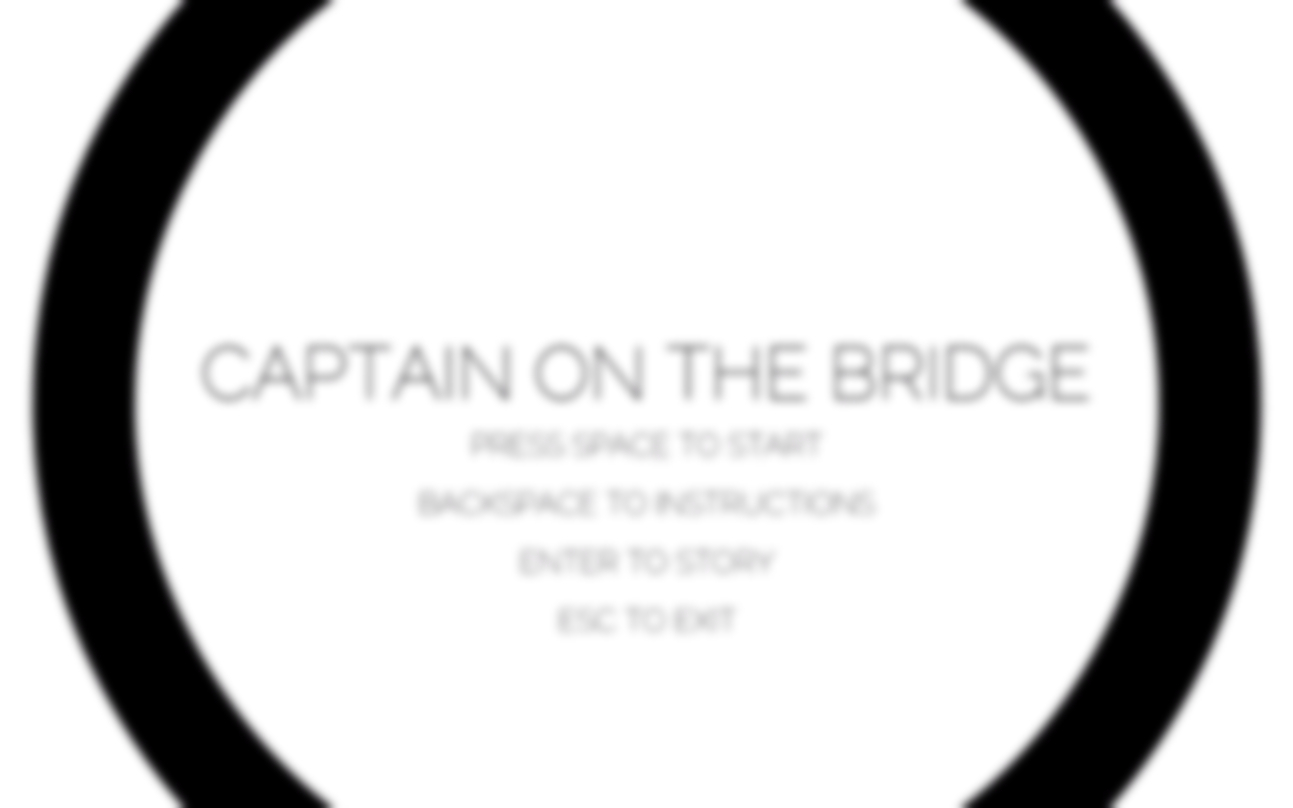 CAPTAIN ON THE BRIDGE
PRESS SPACE TO START
BACKSPACE TO INSTRUCTIONS
ENTER TO STORY
ESC TO EXIT